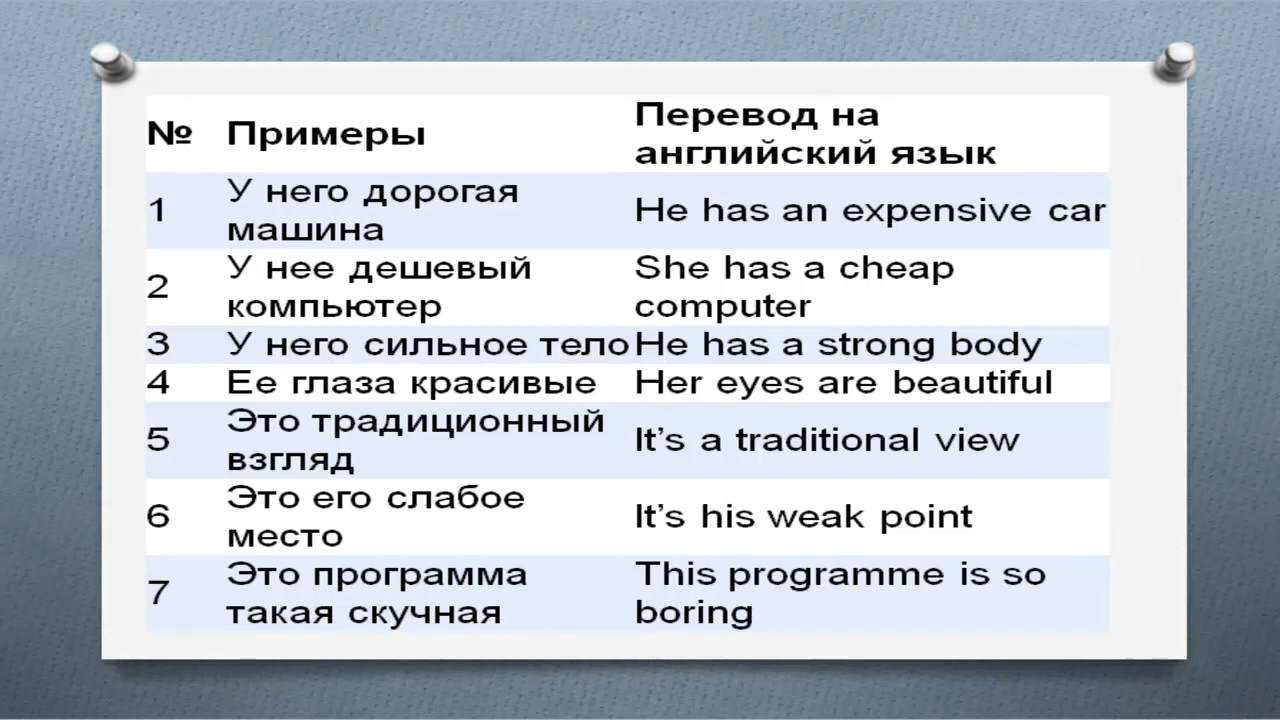 № Примеры Перевод на
английский язык
1 У него дорогая
машина He has an expensive car
2 У нее дешевый
компьютер She has a cheap
computer
3 У него сильное тело He has a strong body
4 Ее глаза красивые Her eyes are beautiful
5 Это традиционный
взгляд It’s a traditional view
6 Это его слабое
место It’s his weak point
7 Это программа
такая скучная This programme is so
boring